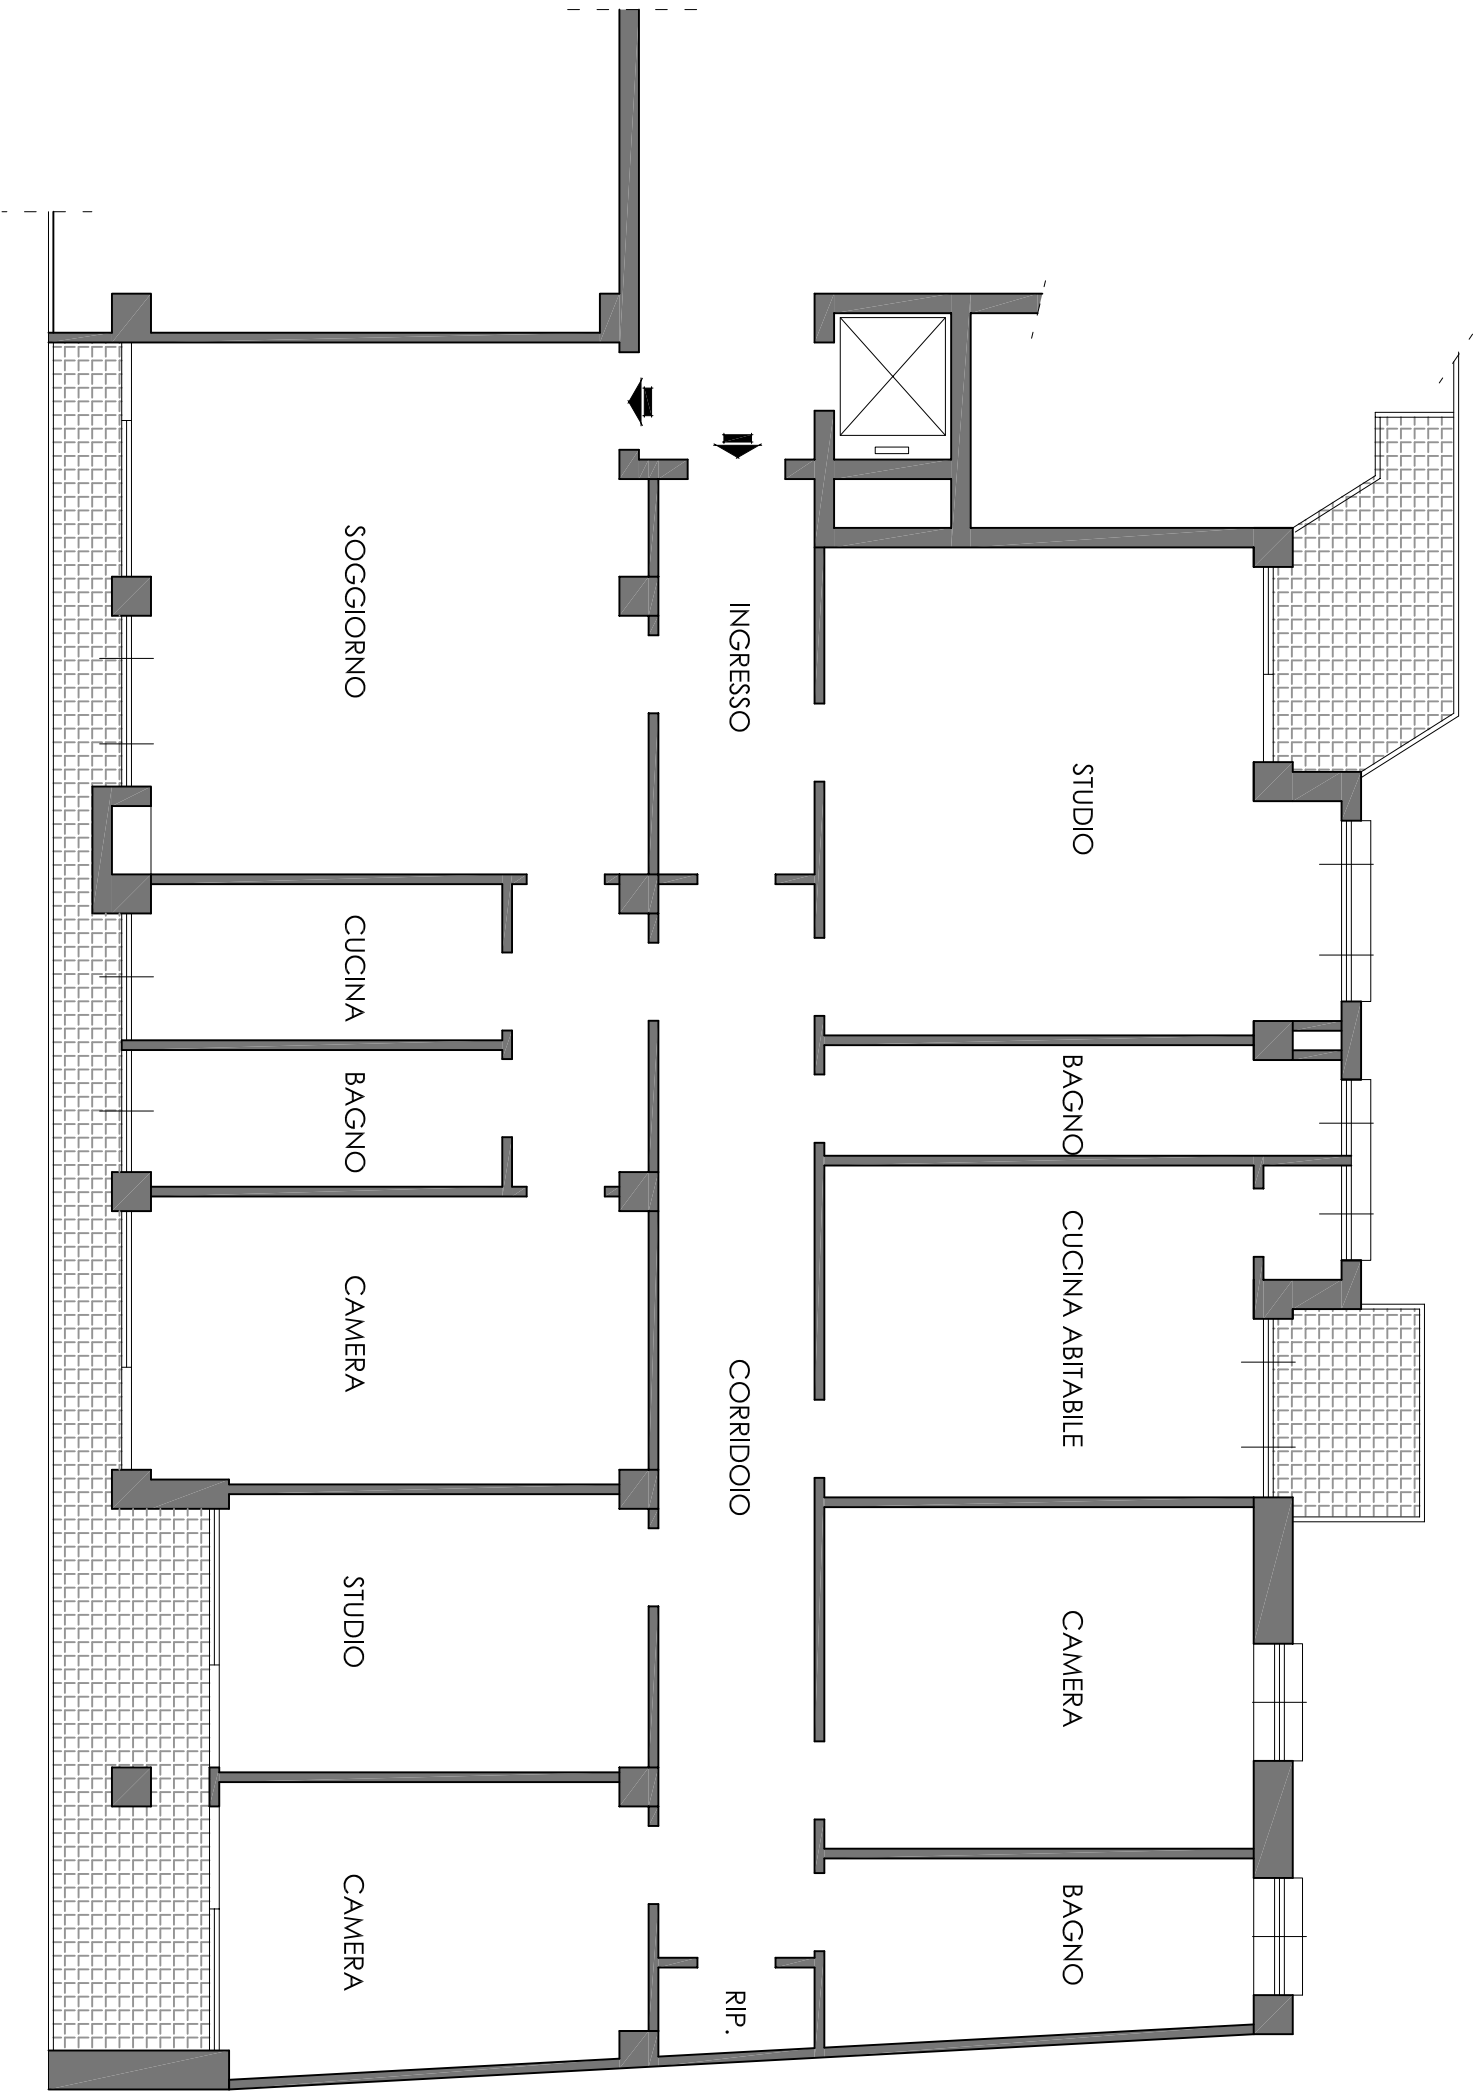 STUDIO
BAGNO
CUCINA ABITABILE
CAMERA
BAGNO
INGRESSO
CORRIDOIO
RIP.
SOGGIORNO
CUCINA
BAGNO
CAMERA
STUDIO
CAMERA